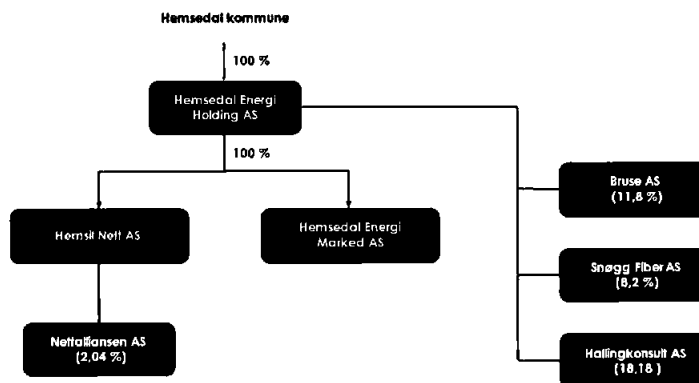 Hemsedal kommune
100 %
Hemsedal Energi
Holding AS
100 %
Hemsil Nett AS
Hemsedal Energi
Marked AS
Bruse AS
(11,8 %)
Snøgg Fiber AS
(8,2 %)
Nettalliansen AS
(2,04 %)
Hallingkonsult AS
(18,18 )